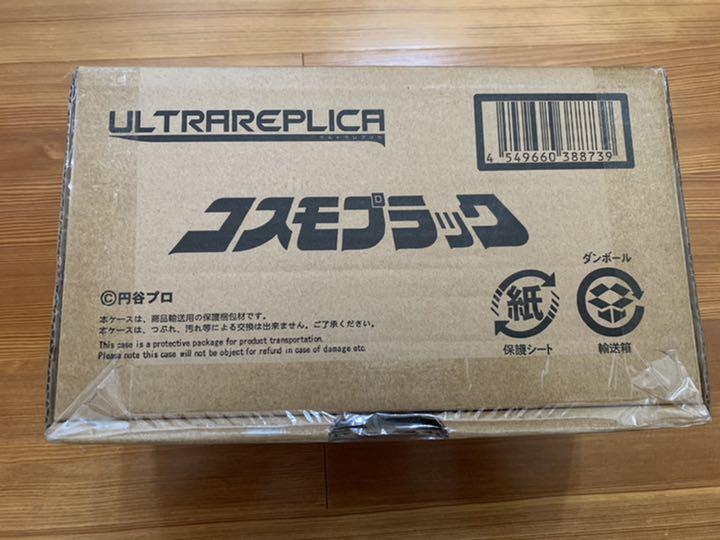 ULTRAREPLICA
ウルトラレプリカ
4 549660 388739
コスモプラック
ダンボール
©円谷プロ
本ケースは、商品輸送用の保護梱包材です。
本ケースは、つぶれ、汚れ等による交換は出来ません。ご了承ください。
This case is a protective package for product transportation.
Please note this case will not be object for refund in case of damage etc.
紙
保護シート
輸送箱